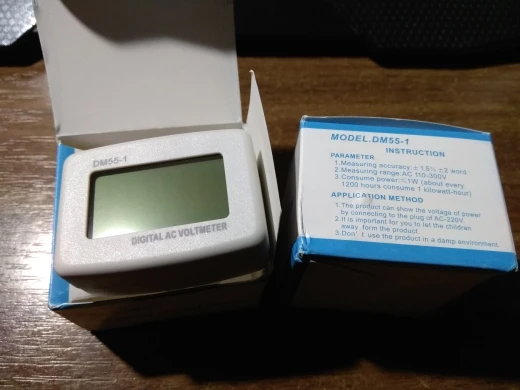 DM55-1
DIGITAL AC VOLTMETER
MODEL.DM55-1
INSTRUCTION
PARAMETER
1.Measuring accuracy:±1.5% ±2 word
2.Measuring range:AC 110-300V
3.Consume power:<1W (about every
1200 hours consume 1 kilowatt-hour)
APPLICATION METHOD
1.The product can show the voltage of power
by connecting to the plug of AC-220V.
2.It is important for you to let the children
away form the product
3.Don't use the product in a damp environment.